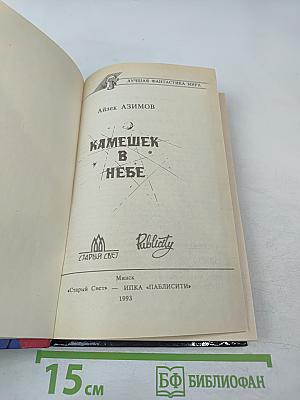 ЛУЧШАЯ ФАНТАСТИКА МИРА
Айзек АЗИМОВ
КАМЕШЕК
В
НЕБЕ
СТАРЫЙ СВЕТ
Publicity
Минск
«Старый Свет» — ИПКА «ПАБЛИСИТИ»
1993
15 см
БФ БИБЛИОФАН